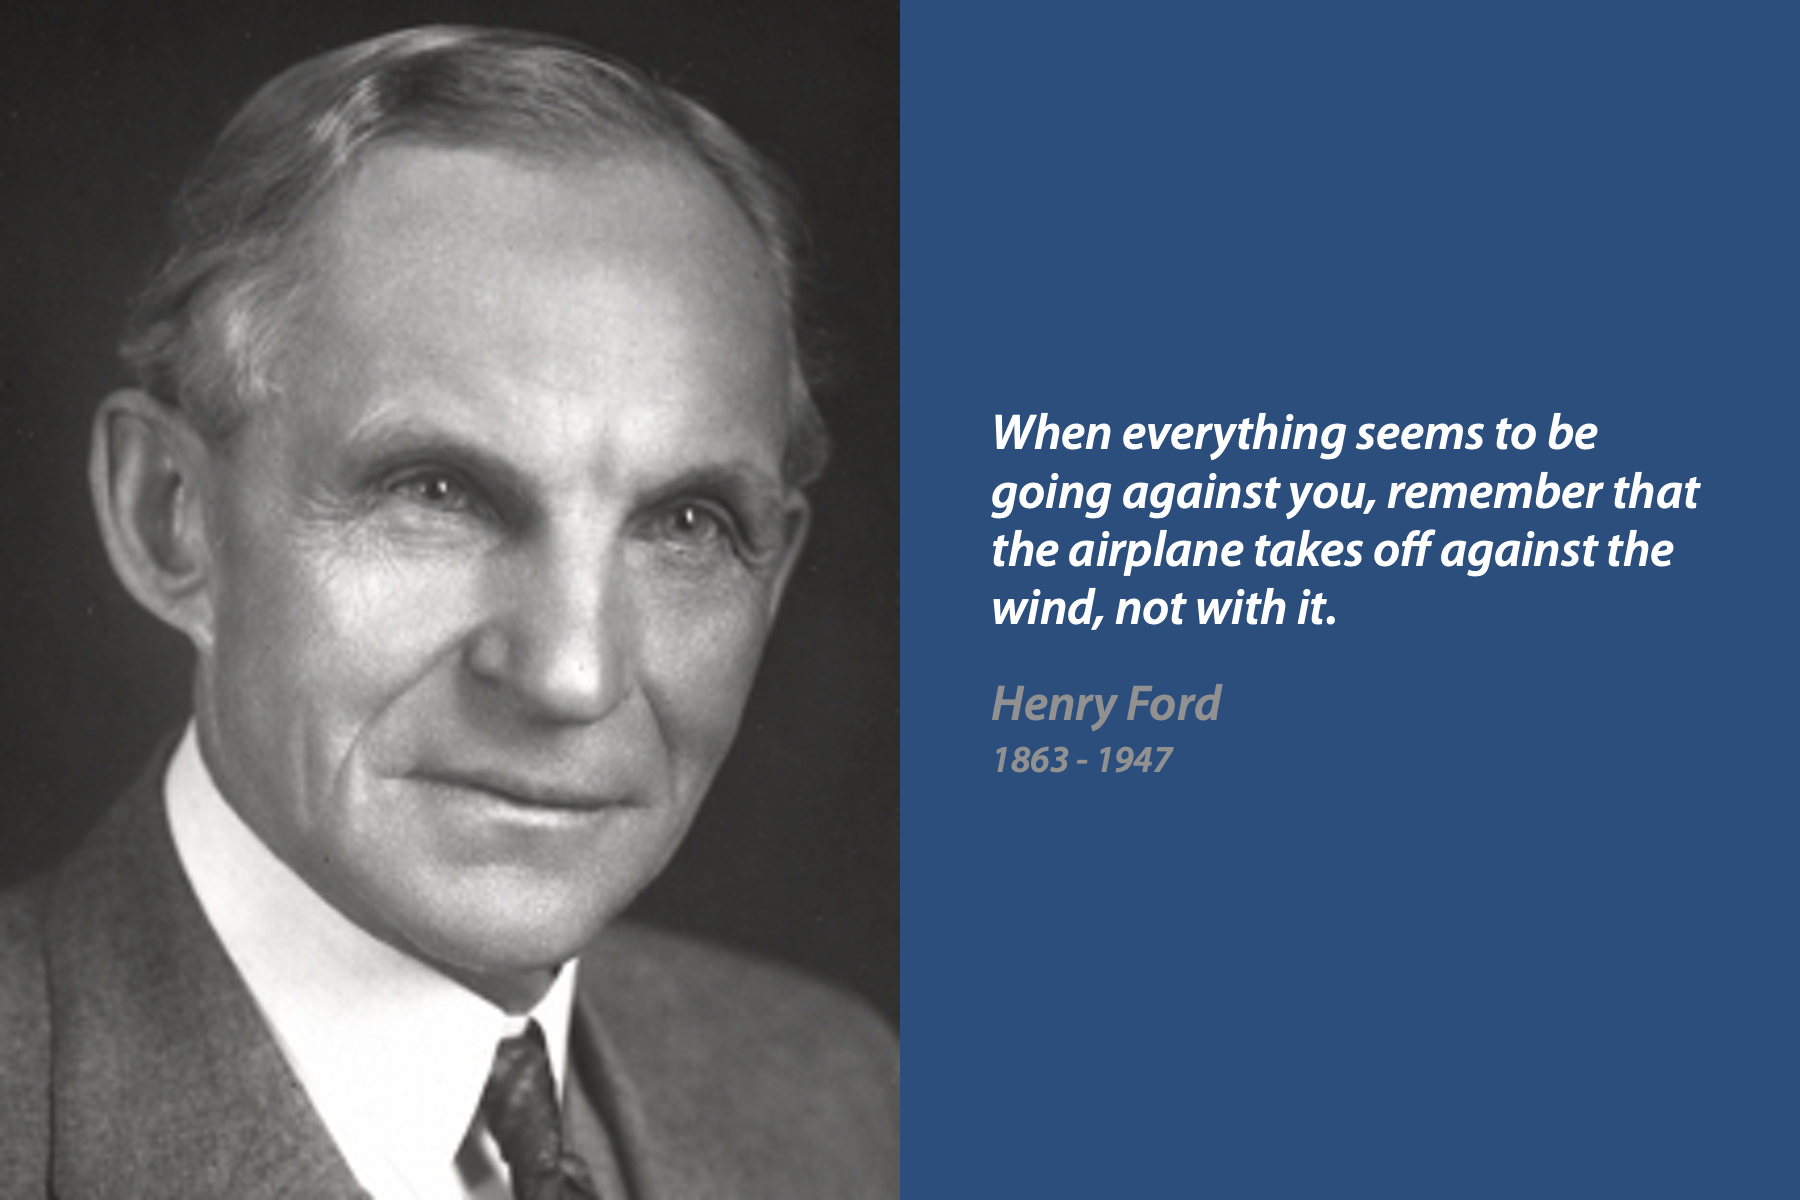 When everything seems to be
going against you, remember that
the airplane takes off against the
wind, not with it.
Henry Ford
1863 - 1947